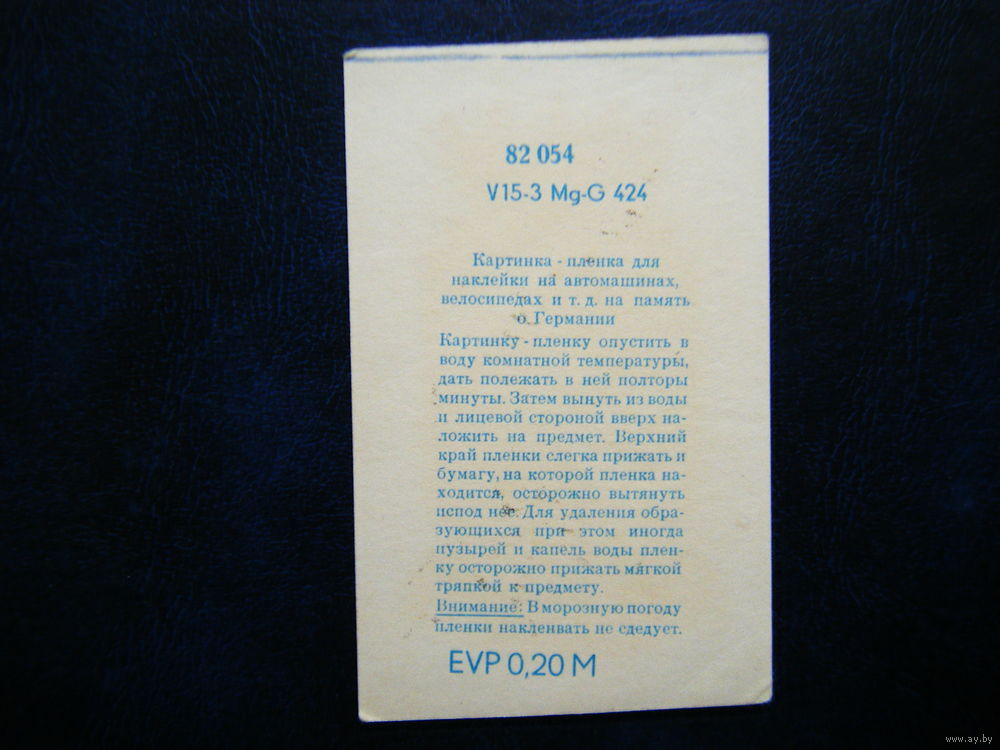 82 054
V15-3 Mg-G 424
Картинка - пленка для
наклейки на автомашинах,
велосипедах и т. д. на память
о Германии
Картинку - пленку опустить в
воду комнатной температуры,
дать полежать в ней полторы
минуты. Затем вынуть из воды
и лицевой стороной вверх на-
ложить на предмет. Верхний
край пленки слегка прижать и
бумагу, на которой пленка на-
ходится, осторожно вытянуть
испод нее. Для удаления обра-
зующихся при этом иногда
пузырей и капель воды плен-
ку осторожно прижать мягкой
тряпкой к предмету.
Внимание: В морозную погоду
пленки наклеивать не следует.
EVP 0,20 M
www.ay.by